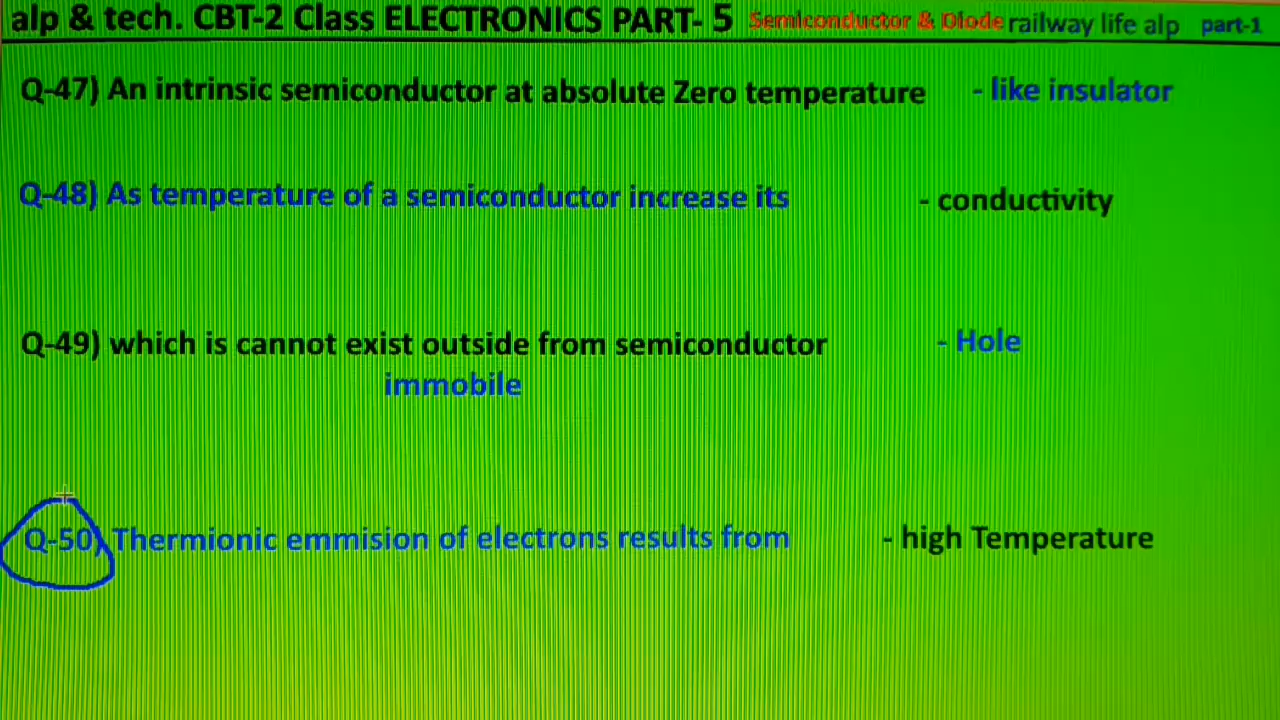 alp & tech. CBT-2 Class ELECTRONICS PART- 5 Semiconductor & Diode railway life alp part-1
Q-47) An intrinsic semiconductor at absolute Zero temperature - like insulator
Q-48) As temperature of a semiconductor increase its - conductivity
Q-49) which is cannot exist outside from semiconductor - Hole
immobile
Q-50) Thermionic emmision of electrons results from - high Temperature